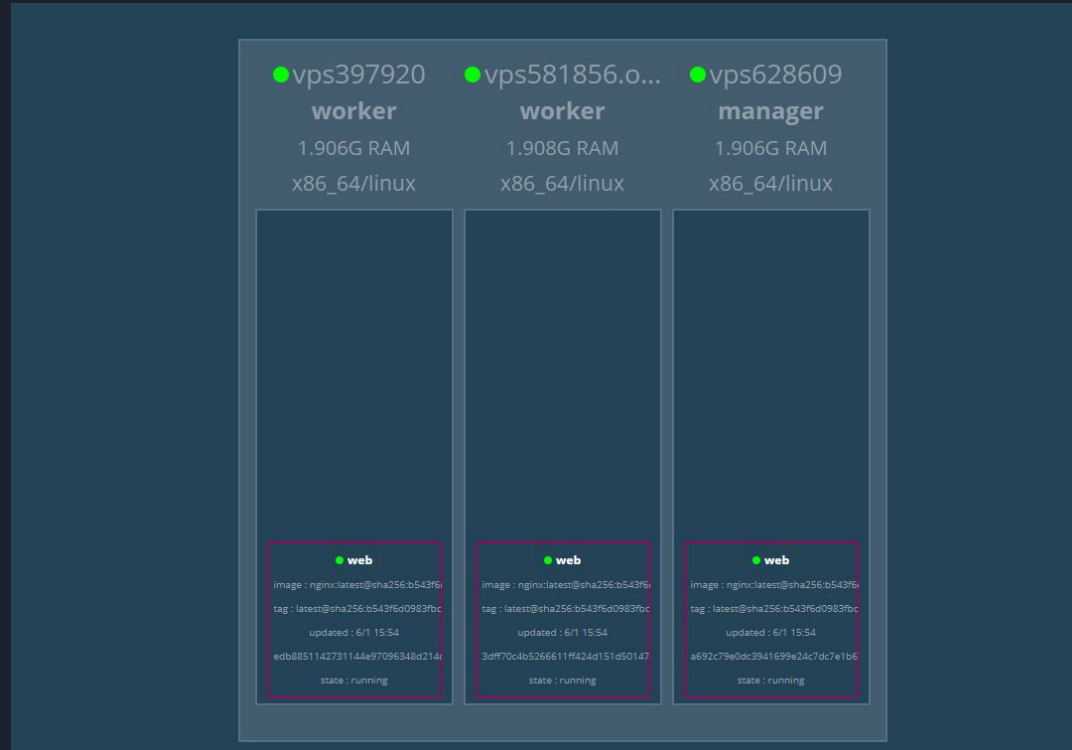 vps397920
worker
1.906G RAM
x86_64/linux
vps581856.o...
worker
1.908G RAM
x86_64/linux
vps628609
manager
1.906G RAM
x86_64/linux
web
image : nginx:latest@sha256:b543f6
tag : latest@sha256:b543f6d0983fbc
updated : 6/1 15:54
edb8851142731144e97096348d214
state : running
web
image : nginx:latest@sha256:b543f6
tag : latest@sha256:b543f6d0983fbc
updated : 6/1 15:54
3dff70c4b5266611ff424d151d50147
state : running
web
image : nginx:latest@sha256:b543f6
tag : latest@sha256:b543f6d0983fbc
updated : 6/1 15:54
a692c79e0dc3941699e24c7dc7e1b6
state : running